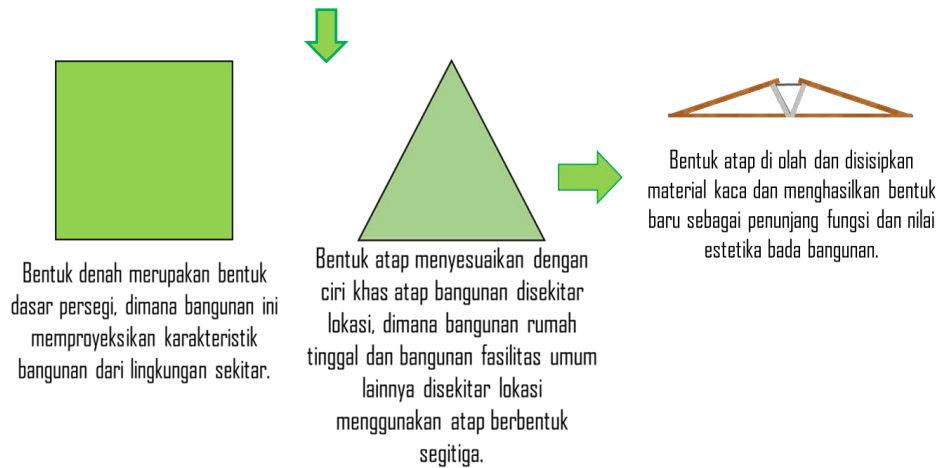 Bentuk denah merupakan bentuk
dasar persegi, dimana bangunan ini
memproyeksikan karakteristik
bangunan dari lingkungan sekitar.
Bentuk atap menyesuaikan dengan
ciri khas atap bangunan disekitar
lokasi, dimana bangunan rumah
tinggal dan bangunan fasilitas umum
lainnya disekitar lokasi
menggunakan atap berbentuk
segitiga.
Bentuk atap di olah dan disisipkan
material kaca dan menghasilkan bentuk
baru sebagai penunjang fungsi dan nilai
estetika bada bangunan.